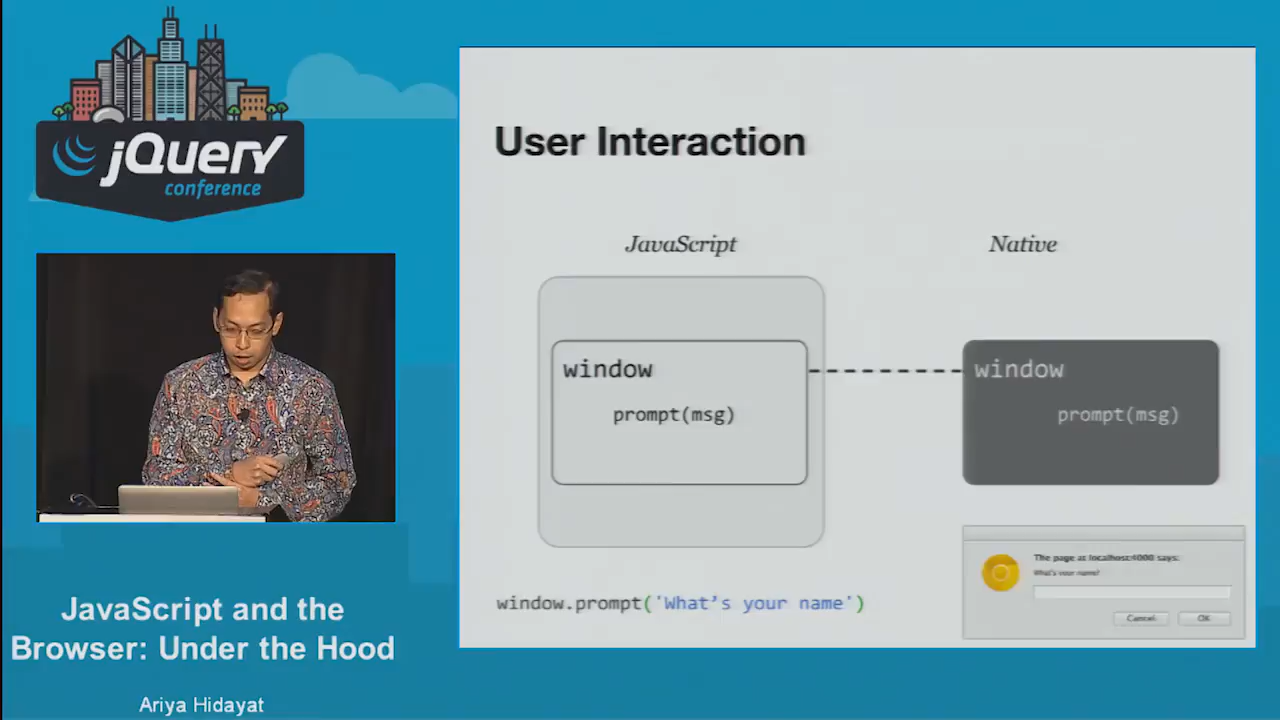 jQuery
conference
JavaScript and the
Browser: Under the Hood
Ariya Hidayat
User Interaction
JavaScript
Native
window
prompt(msg)
window
prompt(msg)
window.prompt('What’s your name')
The page at localhost:4000 says:
What's your name?
Cancel
OK